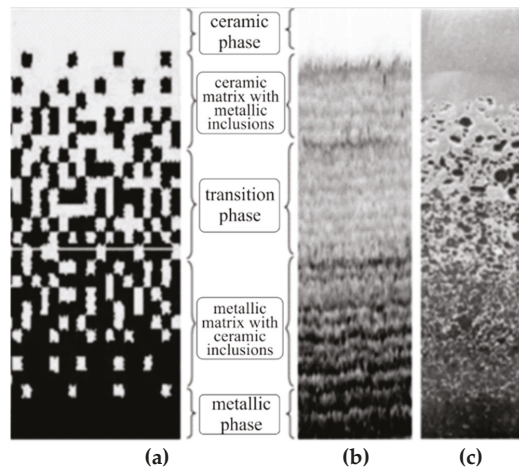 ceramic
phase
ceramic
matrix with
metallic
inclusions
transition
phase
metallic
matrix with
ceramic
inclusions
metallic
phase
(a)
(b)
(c)